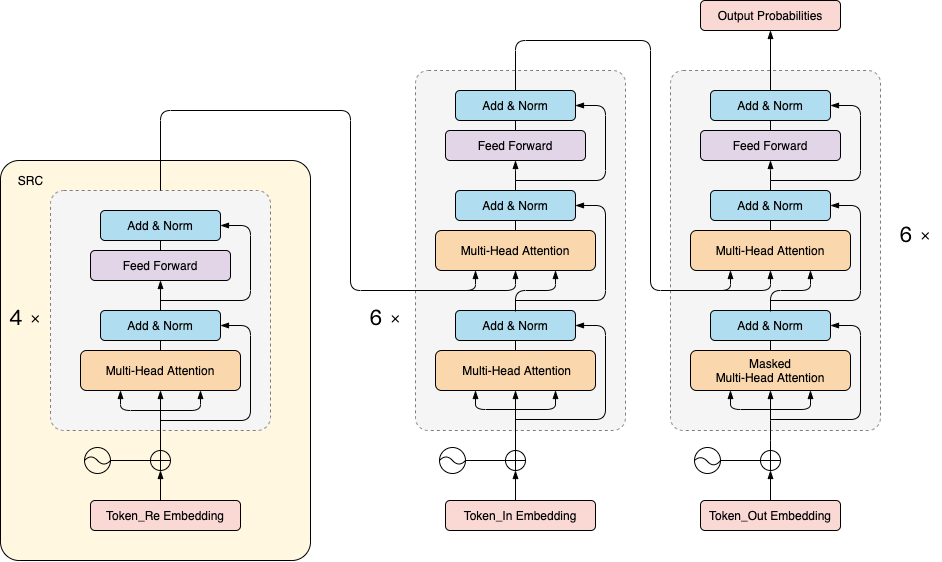 Output Probabilities
SRC
4 ×
Add & Norm
Feed Forward
Add & Norm
Multi-Head Attention
Token_Re Embedding
6 ×
Add & Norm
Feed Forward
Add & Norm
Multi-Head Attention
Add & Norm
Multi-Head Attention
Token_In Embedding
Add & Norm
Feed Forward
Add & Norm
Multi-Head Attention
6 ×
Add & Norm
Masked
Multi-Head Attention
Token_Out Embedding